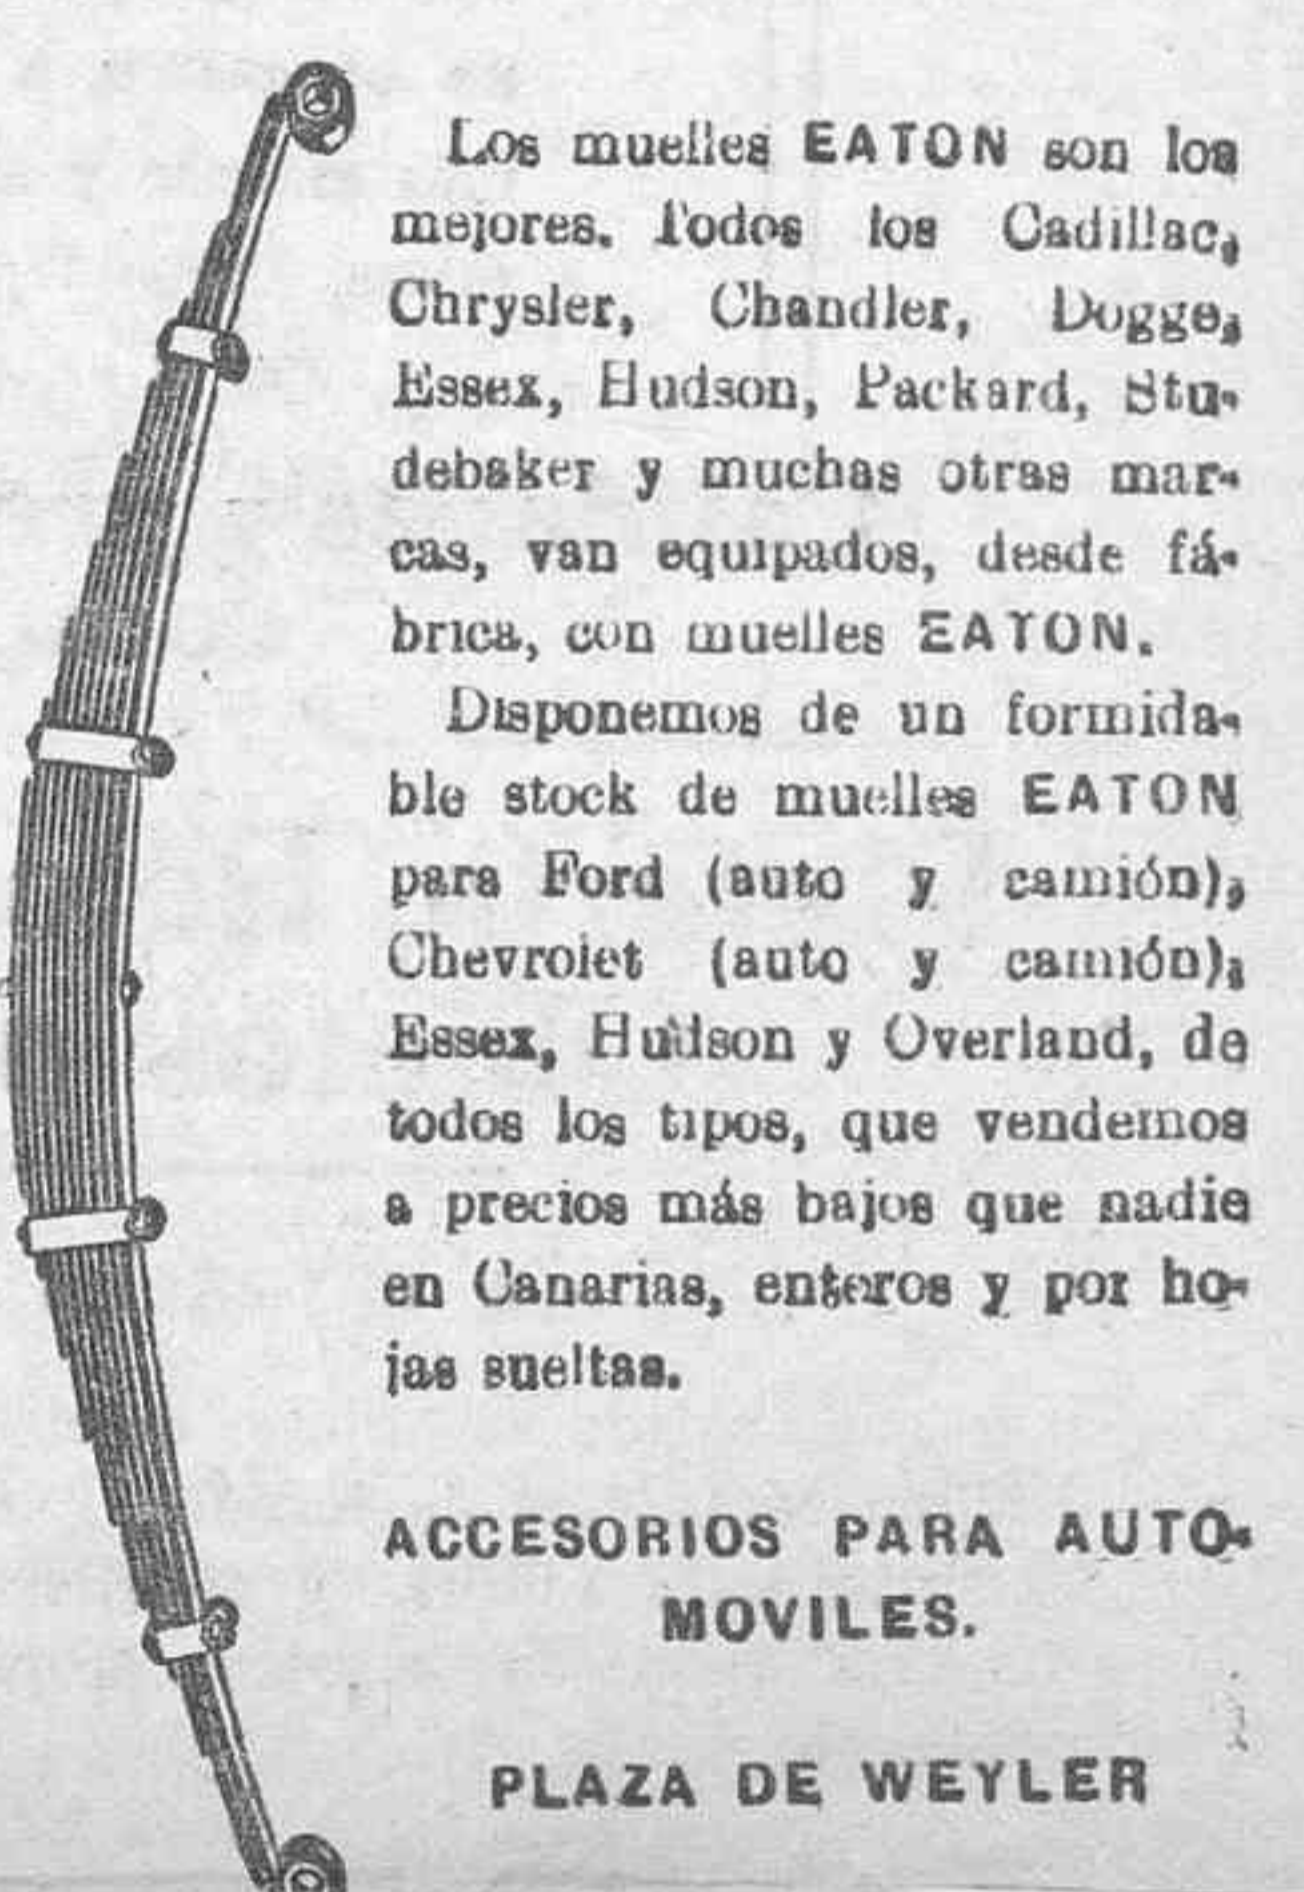 Los muelles EATON son los
mejores. Todos los Cadillac,
Chrysler, Chandler, Dogge,
Essex, Hudson, Packard, Stu-
debaker y muchas otras mar-
cas, van equipados, desde fá-
brica, con muelles EATON.
Disponemos de un formida-
ble stock de muelles EATON
para Ford (auto y camión),
Chevrolet (auto y camión),
Essex, Hudson y Overland, de
todos los tipos, que vendemos
a precios más bajos que nadie
en Canarias, enteros y por ho-
jas sueltas.
ACCESORIOS PARA AUTO-
MOVILES.
PLAZA DE WEYLER